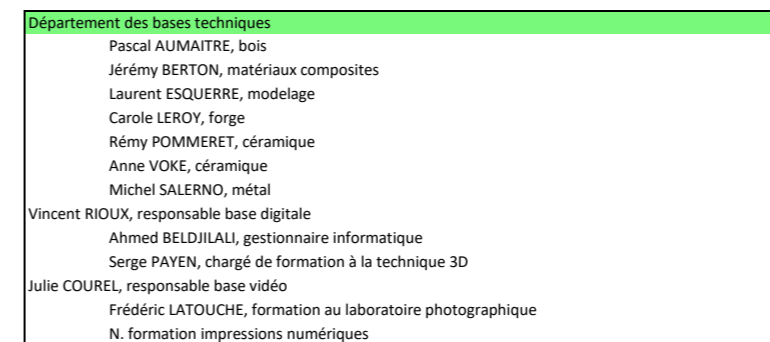 Département des bases techniques
Pascal AUMAITRE, bois
Jérémy BERTON, matériaux composites
Laurent ESQUERRE, modelage
Carole LEROY, forge
Rémy POMMERET, céramique
Anne VOKE, céramique
Michel SALERNO, métal
Vincent RIOUX, responsable base digitale
Ahmed BELDJILALI, gestionnaire informatique
Serge PAYEN, chargé de formation à la technique 3D
Julie COUREL, responsable base vidéo
Frédéric LATOUCHE, formation au laboratoire photographique
N. formation impressions numériques